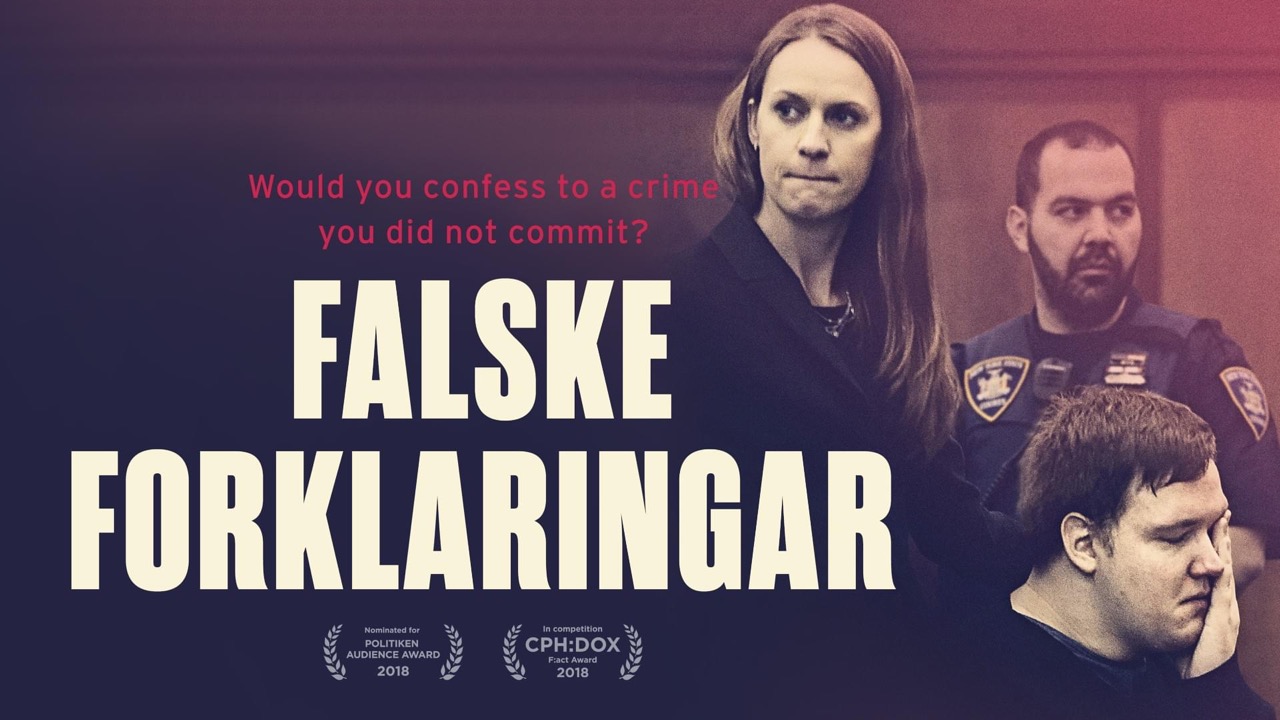 Would you confess to a crime
you did not commit?
FALSKE
FORKLARINGAR
Nominated for
POLITIKEN
AUDIENCE AWARD
2018
In competition
CPH:DOX
F:act Award
2018